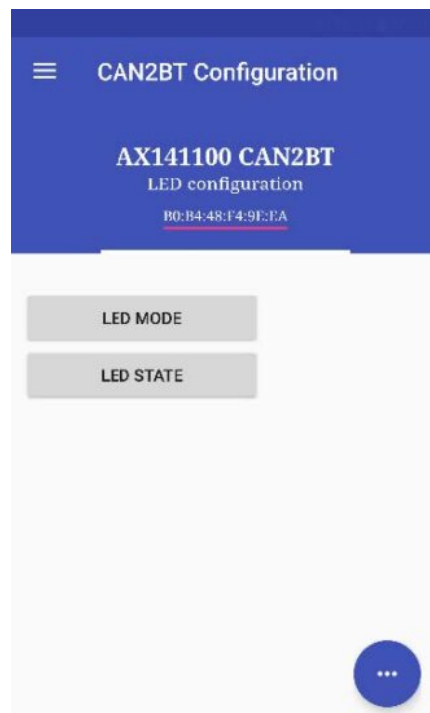 CAN2BT Configuration
AX141100 CAN2BT
LED configuration
B0:B4:48:F4:9E:EA
LED MODE
LED STATE